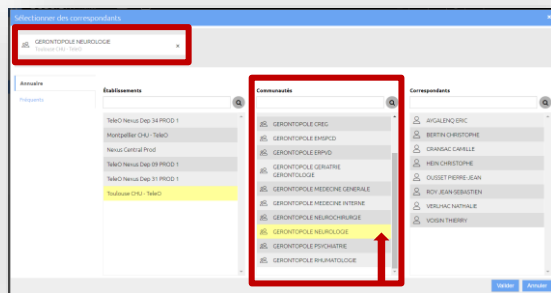 Sélectionner des correspondants
GERONTOPOLE NEUROLOGIE
Toulouse CHU - TeleO
Annuaire
Fréquents
Établissements
TeleO Nexus Dep 34 PROD 1
Montpellier CHU - TeleO
Nexus Central Prod
TeleO Nexus Dep 09 PROD 1
TeleO Nexus Dep 31 PROD 1
Toulouse CHU - TeleO
Communautés
GERONTOPOLE CREG
GERONTOPOLE EMSPCD
GERONTOPOLE ERPVD
GERONTOPOLE GERIATRIE
GERONTOLOGIE
GERONTOPOLE MEDECINE GENERALE
GERONTOPOLE MEDECINE INTERNE
GERONTOPOLE NEUROCHIRURGIE
GERONTOPOLE NEUROLOGIE
GERONTOPOLE PSYCHIATRIE
GERONTOPOLE RHUMATOLOGIE
Correspondants
AYGALENQ ERIC
BERTIN CHRISTOPHE
CRANSAC CAMILLE
HEIN CHRISTOPHE
OUSSET PIERRE-JEAN
ROY JEAN-SEBASTIEN
VERLHAC NATHALIE
VOISIN THIERRY
Valider
Annuler